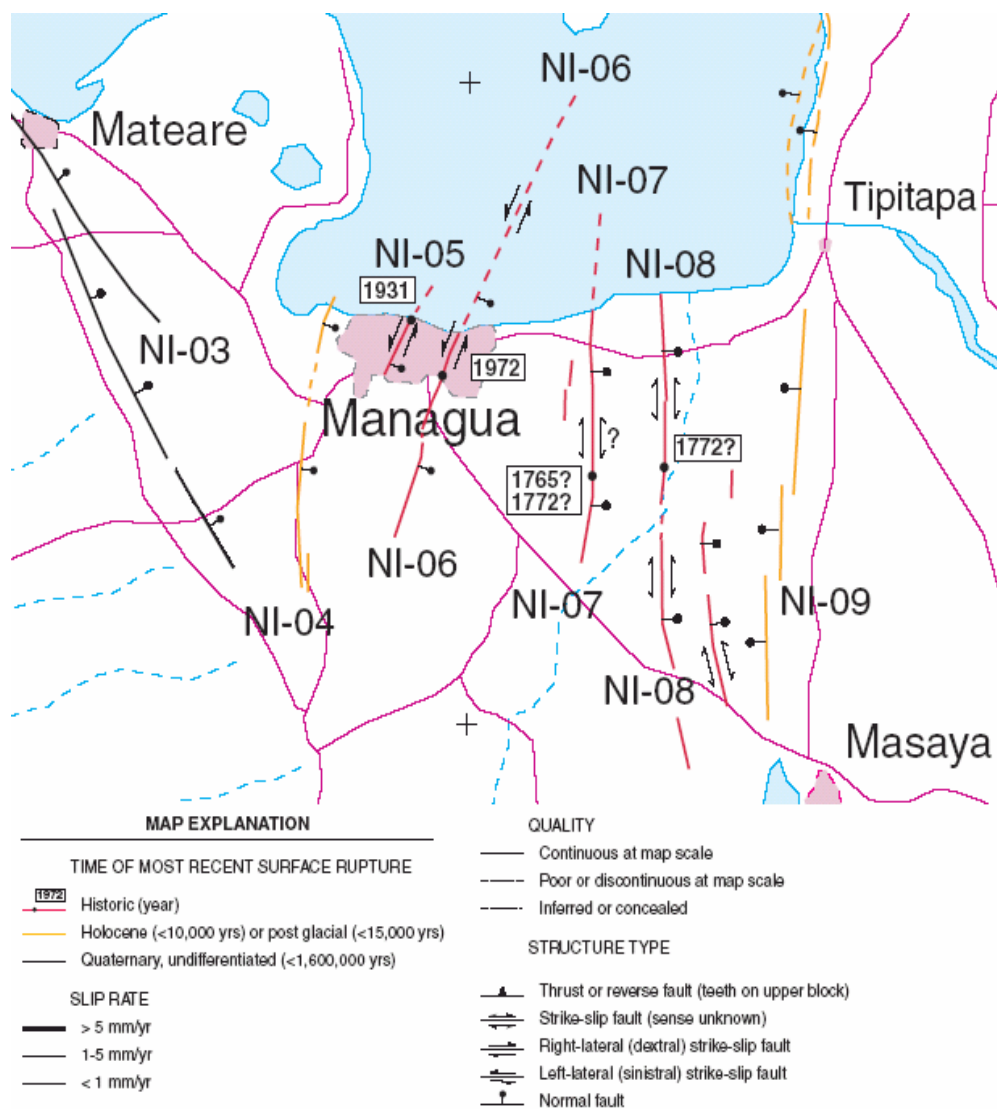 NI-06
Mateare
NI-07
Tipitapa
NI-05
NI-08
1931
NI-03
1972
Managua
?
1772?
1765?
1772?
NI-06
NI-07
NI-09
NI-04
NI-08
Masaya
MAP EXPLANATION
TIME OF MOST RECENT SURFACE RUPTURE
1972
Historic (year)
Holocene (<10,000 yrs) or post glacial (<15,000 yrs)
Quaternary, undifferentiated (<1,600,000 yrs)
SLIP RATE
> 5 mm/yr
1-5 mm/yr
< 1 mm/yr
QUALITY
Continuous at map scale
Poor or discontinuous at map scale
Inferred or concealed
STRUCTURE TYPE
Thrust or reverse fault (teeth on upper block)
Strike-slip fault (sense unknown)
Right-lateral (dextral) strike-slip fault
Left-lateral (sinistral) strike-slip fault
Normal fault